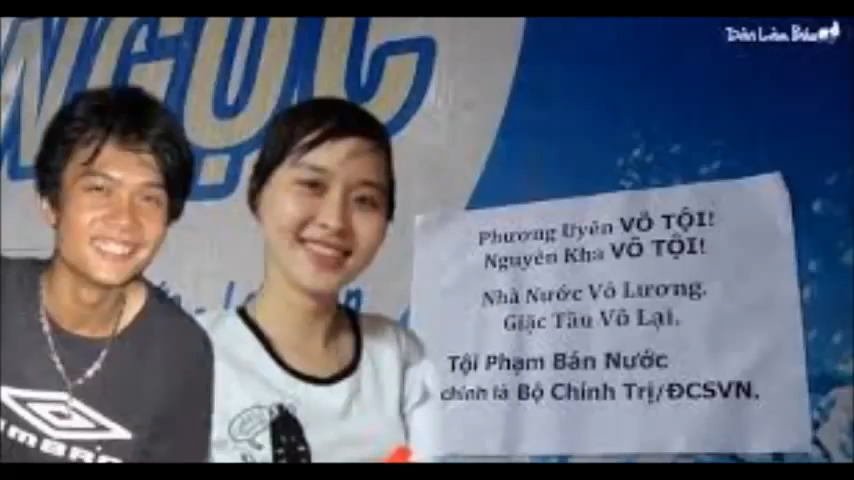 NGỌC
Dân Làm Báo
Phương Uyên VÔ TỘI!
Nguyên Kha VÔ TỘI!
Nhà Nước Vô Lương.
Giặc Tàu Vô Lại.
Tội Phạm Bán Nước
chính là Bộ Chính Trị/ĐCSVN.
UMBRO